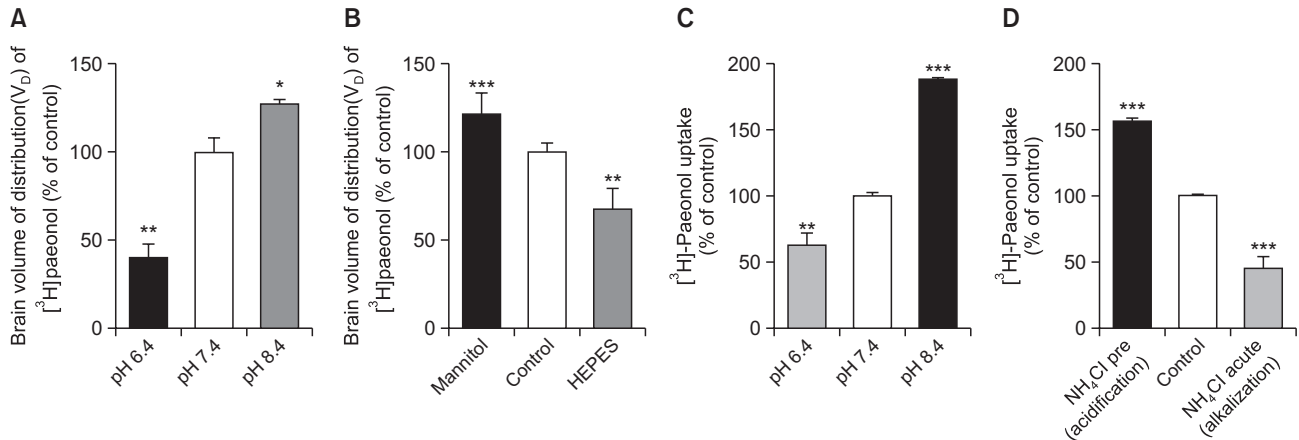 A
Brain volume of distribution(V_D) of
[³H]paeonol (% of control)
150
100
50
0
**
*
pH 6.4
pH 7.4
pH 8.4
B
Brain volume of distribution(V_D) of
[³H]paeonol (% of control)
150
100
50
0
***
**
Mannitol
Control
HEPES
C
[³H]-Paeonol uptake
(% of control)
200
150
100
50
0
**
***
pH 6.4
pH 7.4
pH 8.4
D
[³H]-Paeonol uptake
(% of control)
200
150
100
50
0
***
***
NH₄Cl pre
(acidification)
Control
NH₄Cl acute
(alkalization)